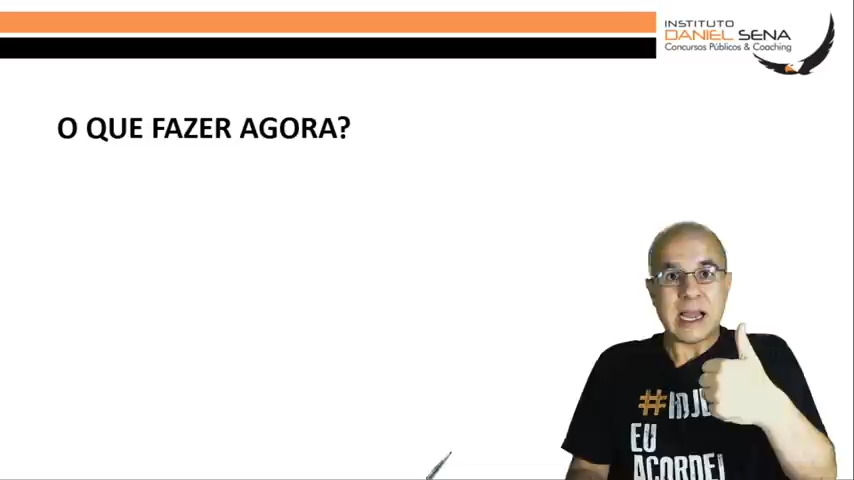 INSTITUTO
DANIEL SENA
Concursos Públicos & Coaching
O QUE FAZER AGORA?
EU
ACORDEI